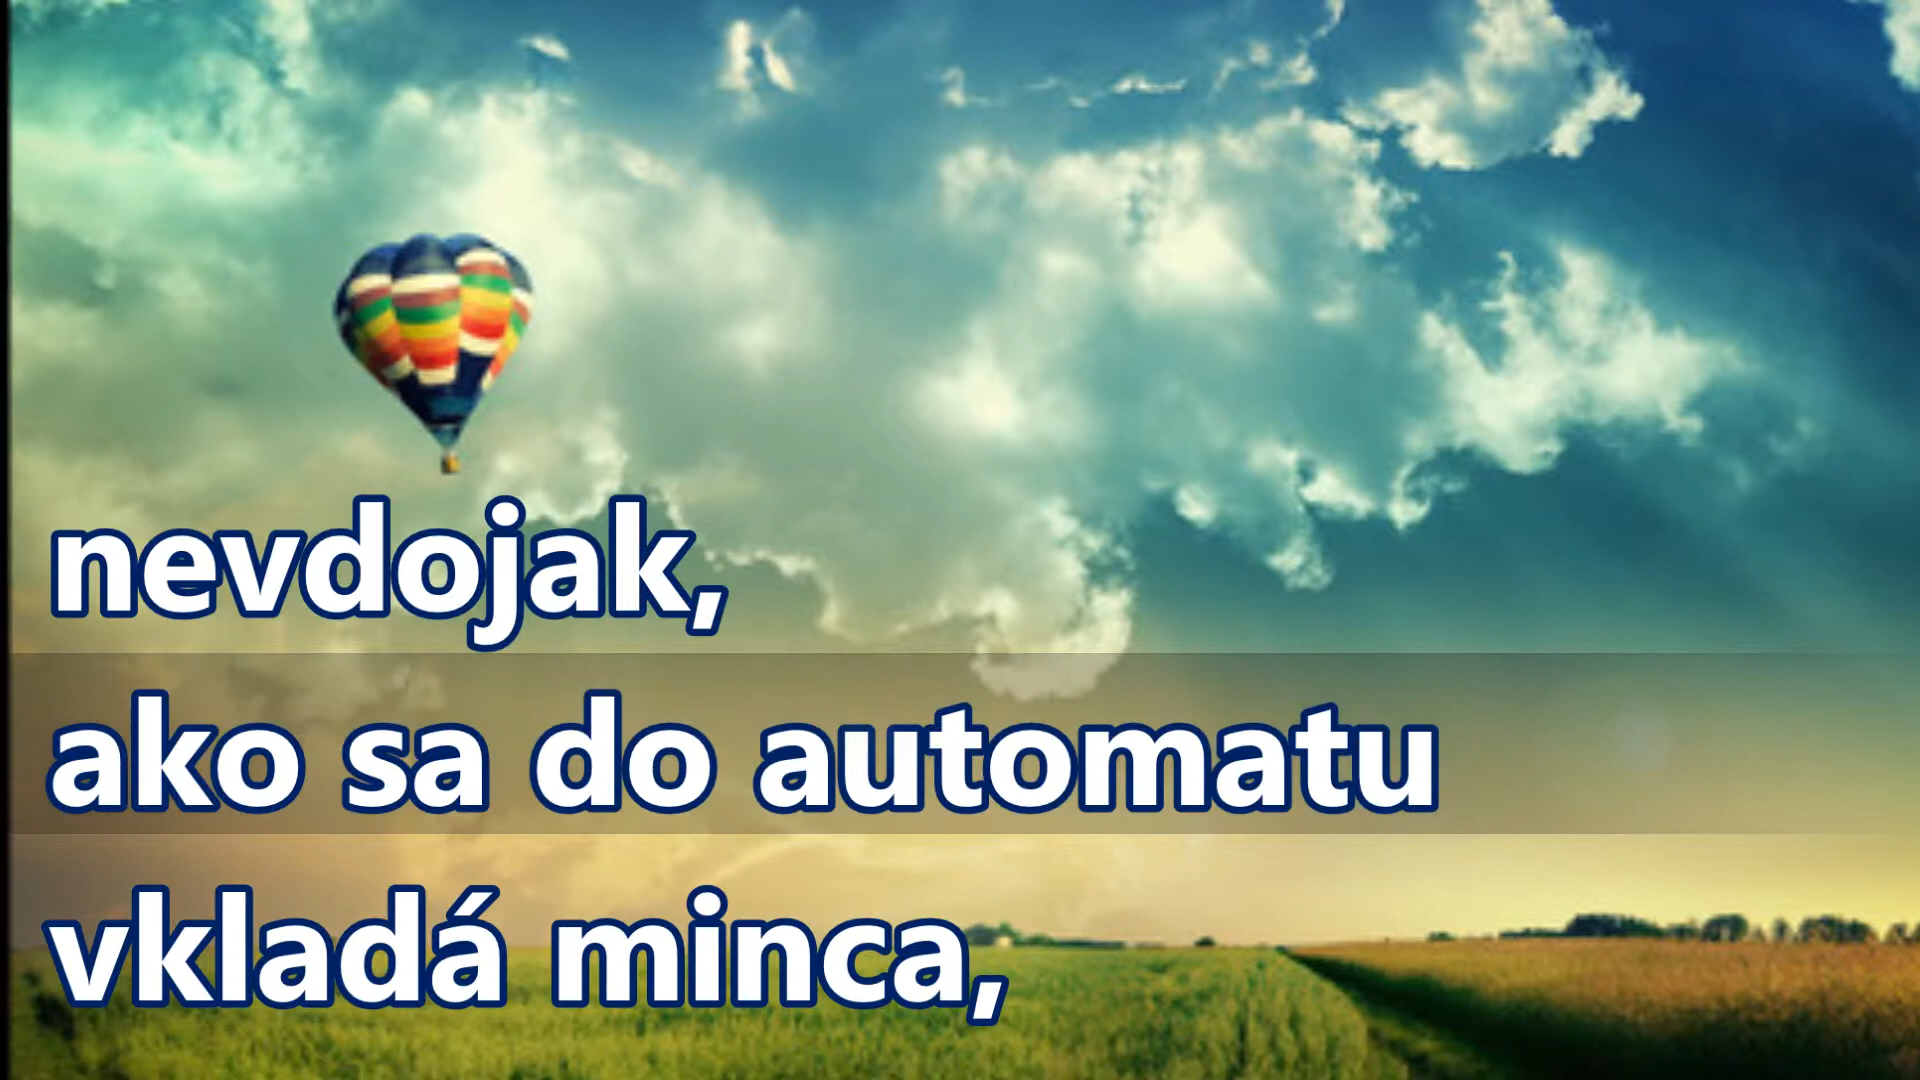 nevdojak,
ako sa do automatu
vkladá minca,